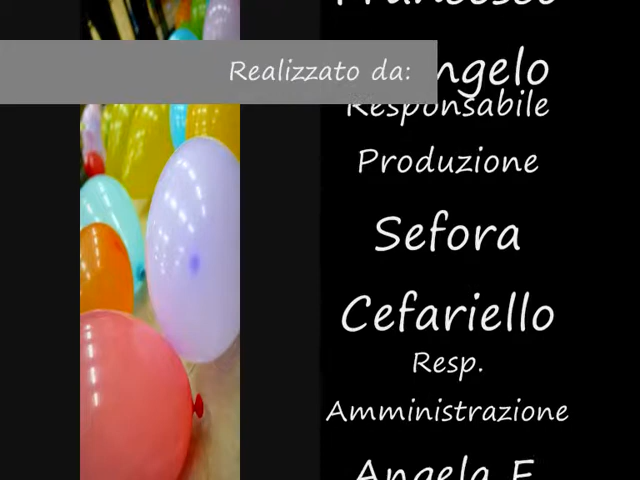 Realizzato da:
Responsabile
Produzione
Sefora
Cefariello
Resp.
Amministrazione